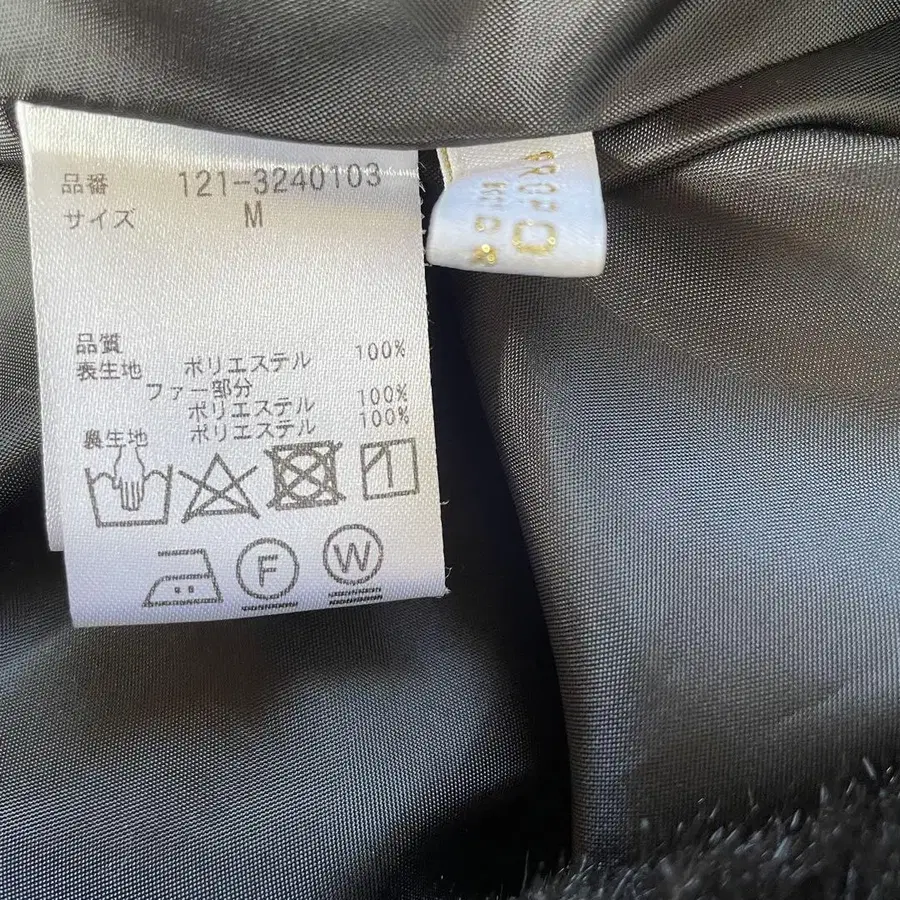 品番 121-3240103
サイズ M
品質
表生地 ポリエステル 100%
ファー部分
ポリエステル 100%
裏生地 ポリエステル 100%
F
W